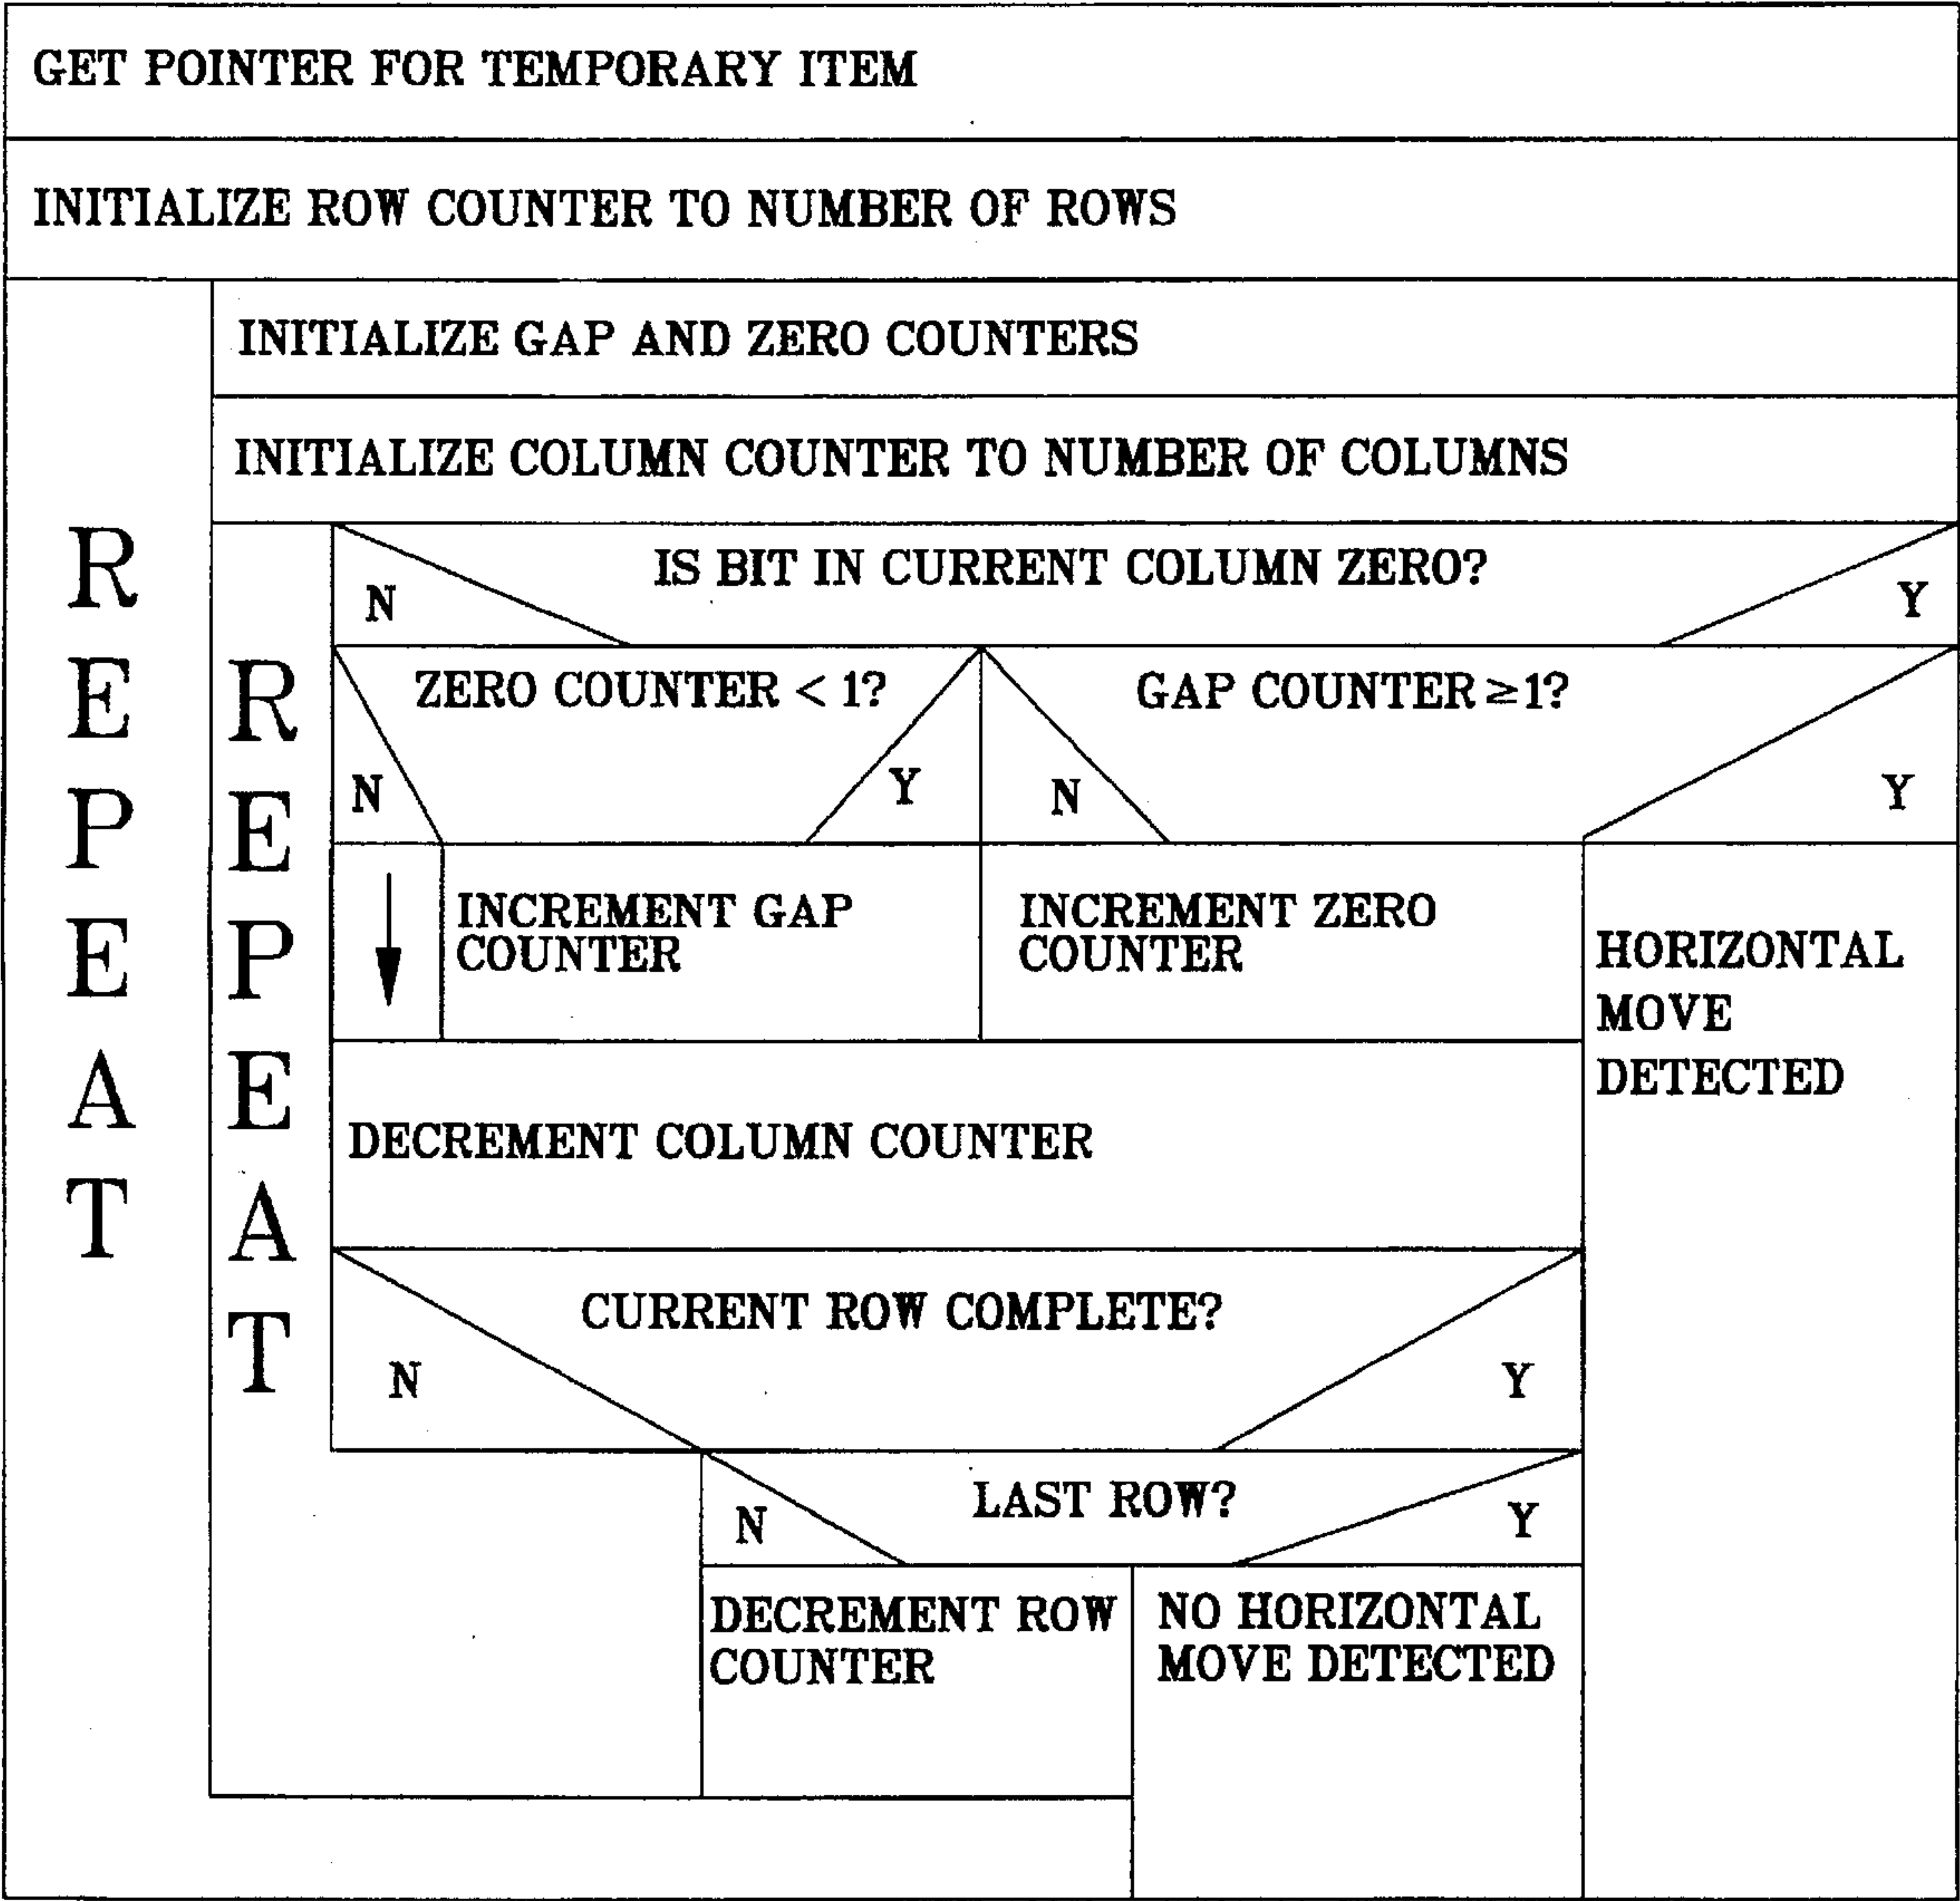 GET POINTER FOR TEMPORARY ITEM
INITIALIZE ROW COUNTER TO NUMBER OF ROWS
REPEAT
INITIALIZE GAP AND ZERO COUNTERS
INITIALIZE COLUMN COUNTER TO NUMBER OF COLUMNS
REPEAT
IS BIT IN CURRENT COLUMN ZERO?
N
Y
ZERO COUNTER < 1?
N
Y
GAP COUNTER ≥1?
N
Y
INCREMENT GAP
COUNTER
INCREMENT ZERO
COUNTER
HORIZONTAL
MOVE
DETECTED
DECREMENT COLUMN COUNTER
CURRENT ROW COMPLETE?
N
Y
LAST ROW?
N
Y
DECREMENT ROW
COUNTER
NO HORIZONTAL
MOVE DETECTED